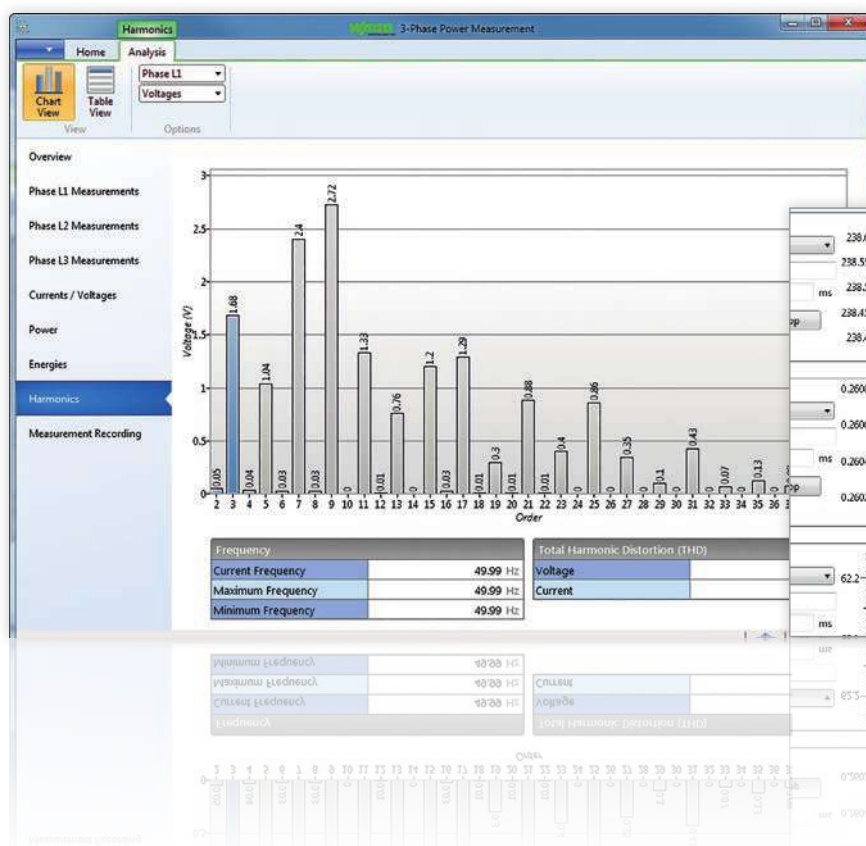 Harmonics
WAGO 3-Phase Power Measurement
Home Analysis
Chart View
Table View
Phase L1
Voltages
View Options
Overview
Phase L1 Measurements
Phase L2 Measurements
Phase L3 Measurements
Currents / Voltages
Power
Energies
Harmonics
Measurement Recording
Voltage (V)
3
2.5
2
1.5
1
0.5
0
0.05 1.68 0.04 1.04 0.03 2.4 0.03 2.72 0 1.33 0.01 0.76 0 1.2 0.03 1.29 0.01 0.3 0.01 0.88 0.01 0.4 0 0.86 0 0.35 0 0.1 0 0.43 0 0.07 0 0.13 0
2 3 4 5 6 7 8 9 10 11 12 13 14 15 16 17 18 19 20 21 22 23 24 25 26 27 28 29 30 31 32 33 34 35 36
Order
Frequency
Current Frequency 49.99 Hz
Maximum Frequency 49.99 Hz
Minimum Frequency 49.99 Hz
Total Harmonic Distortion (THD)
Voltage
Current
ms
238.5
0.260
ms
62.2
ms